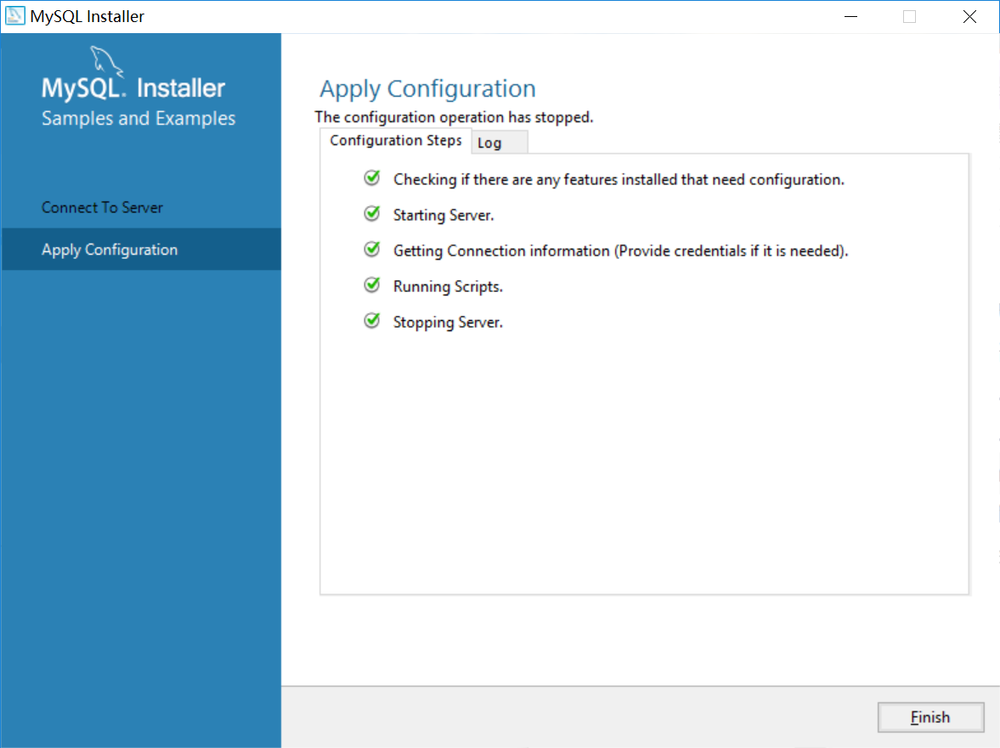 MySQL Installer
MySQL. Installer
Samples and Examples
Connect To Server
Apply Configuration
Apply Configuration
The configuration operation has stopped.
Configuration Steps
Log
Checking if there are any features installed that need configuration.
Starting Server.
Getting Connection information (Provide credentials if it is needed).
Running Scripts.
Stopping Server.
Finish